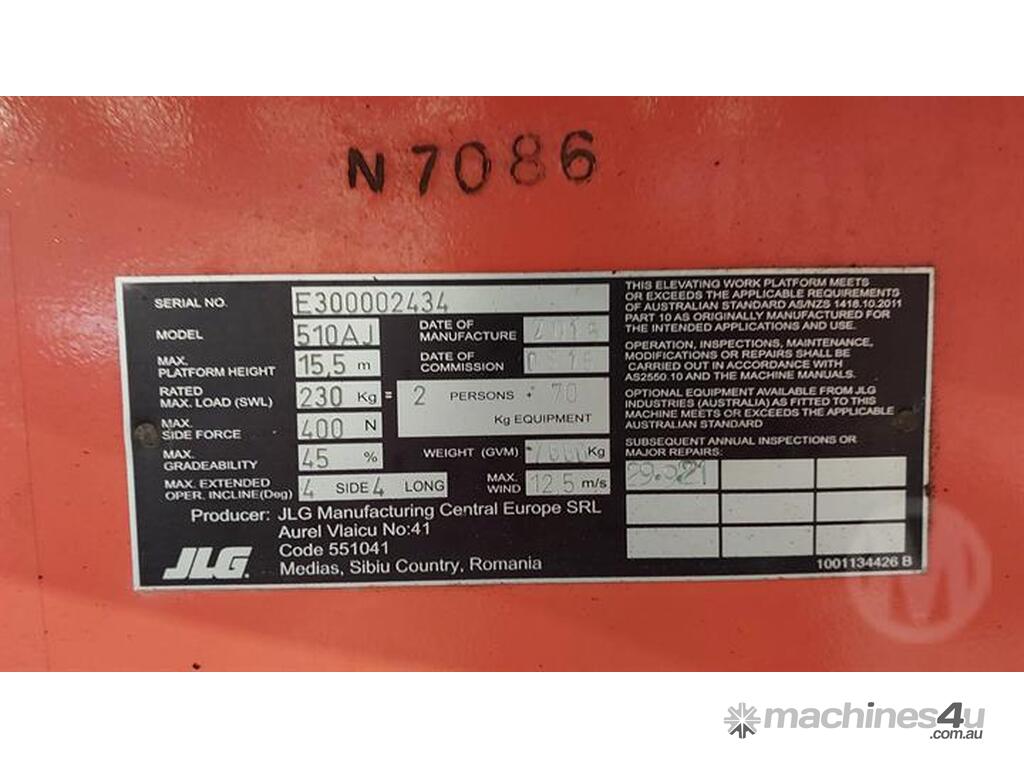 N7086
SERIAL NO. E300002434
MODEL 510AJ
DATE OF MANUFACTURE
MAX. PLATFORM HEIGHT 15,5 m
DATE OF COMMISSION
RATED MAX. LOAD (SWL) 230 Kg = 2 PERSONS + 70 Kg EQUIPMENT
MAX. SIDE FORCE 400 N
MAX. GRADEABILITY 45 %
WEIGHT (GVM) Kg
MAX. EXTENDED OPER. INCLINE(Deg) 4 SIDE 4 LONG
MAX. WIND 12,5 m/s
Producer: JLG Manufacturing Central Europe SRL
Aurel Vlaicu No:41
Code 551041
Medias, Sibiu Country, Romania
JLG
THIS ELEVATING WORK PLATFORM MEETS
OR EXCEEDS THE APPLICABLE REQUIREMENTS
OF AUSTRALIAN STANDARD AS/NZS 1418.10.2011
PART 10 AS ORIGINALLY MANUFACTURED FOR
THE INTENDED APPLICATIONS AND USE.
OPERATION, INSPECTIONS, MAINTENANCE,
MODIFICATIONS OR REPAIRS SHALL BE
CARRIED OUT IN ACCORDANCE WITH
AS2550.10 AND THE MACHINE MANUALS.
OPTIONAL EQUIPMENT AVAILABLE FROM JLG
INDUSTRIES (AUSTRALIA) AS FITTED TO THIS
MACHINE MEETS OR EXCEEDS THE APPLICABLE
AUSTRALIAN STANDARD
SUBSEQUENT ANNUAL INSPECTIONS OR
MAJOR REPAIRS:
1001134426 B
M
machines4u
.com.au